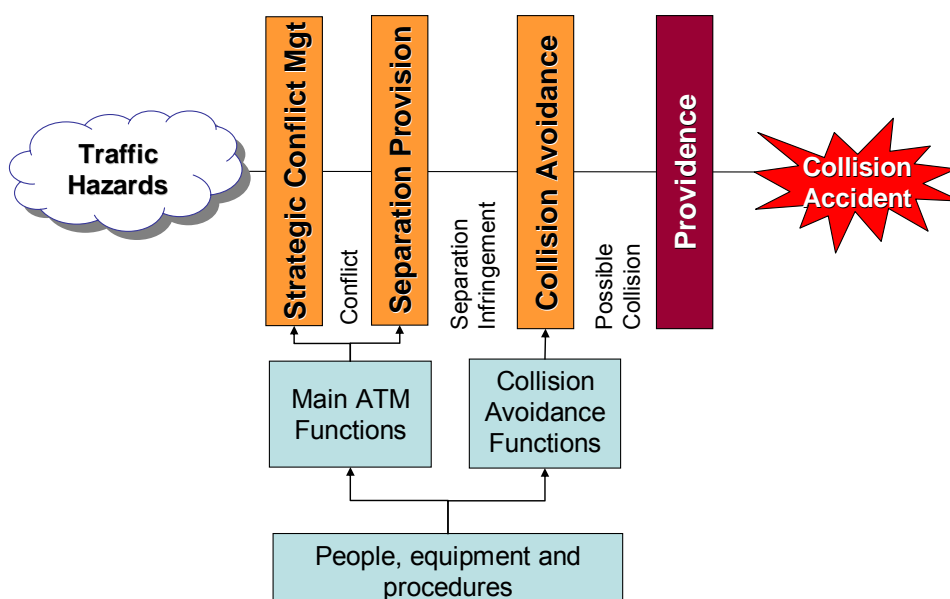 Traffic
Hazards
Strategic Conflict Mgt
Conflict
Separation Provision
Separation
Infringement
Collision Avoidance
Possible
Collision
Providence
Collision
Accident
Main ATM
Functions
Collision
Avoidance
Functions
People, equipment and
procedures